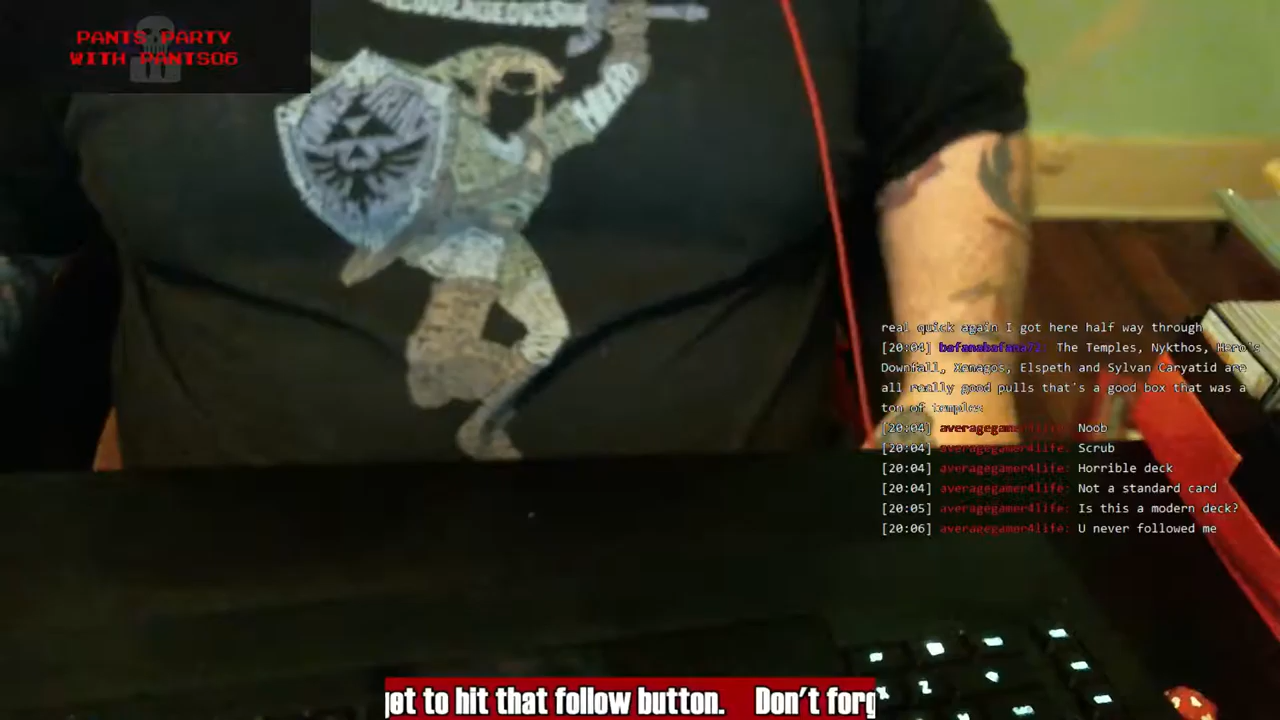 COURAGEOUSSI
PANTS PARTY
WITH PANTS06
real quick again I got here half way through
[20:04] bafanabafana71: The Temples, Nykthos, Hero's
Downfall, Xenagos, Elspeth and Sylvan Caryatid are
all really good pulls that's a good box that was a
ton of temples
[20:04] averagegamer4life: Noob
[20:04] averagegamer4life: Scrub
[20:04] averagegamer4life: Horrible deck
[20:04] averagegamer4life: Not a standard card
[20:05] averagegamer4life: Is this a modern deck?
[20:06] averagegamer4life: U never followed me
et to hit that follow button. Don't forg